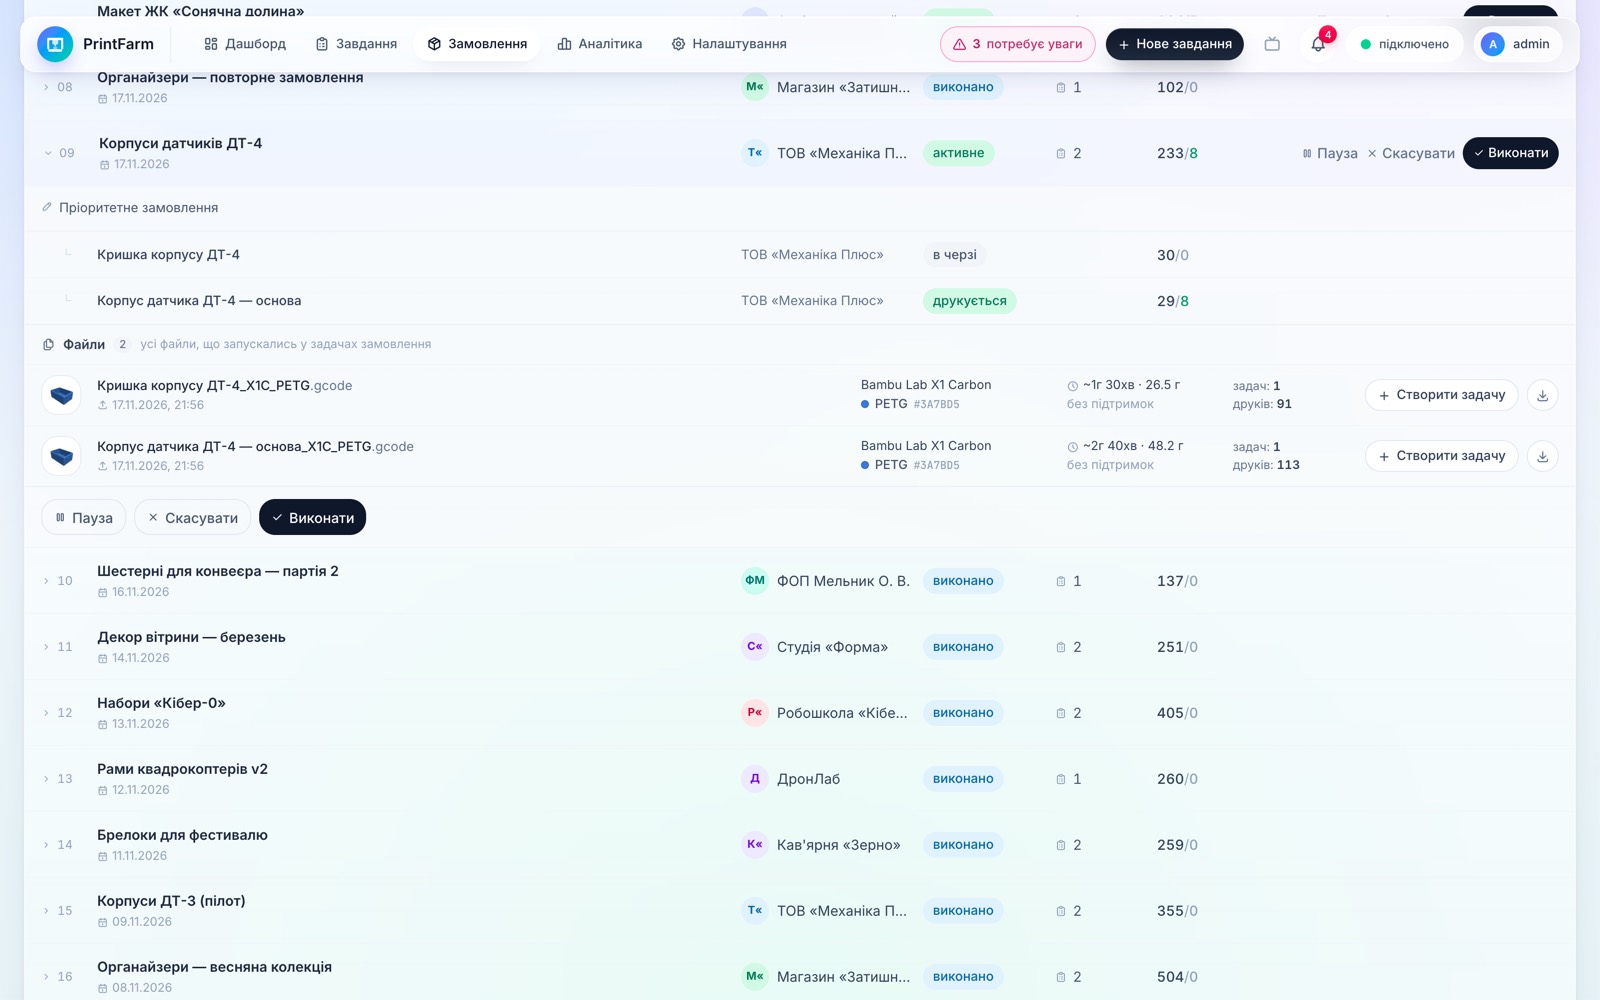 Макет ЖК «Сонячна долина»
PrintFarm
Дашборд
Завдання
Замовлення
Аналітика
Налаштування
3 потребує уваги
+ Нове завдання
4
підключено
A admin
08 Органайзери — повторне замовлення
17.11.2026
М« Магазин «Затишн...
виконано
1
102/0
09 Корпуси датчиків ДТ-4
17.11.2026
Т« ТОВ «Механіка П...
активне
2
233/8
Пауза
Скасувати
Виконати
Пріоритетне замовлення
Кришка корпусу ДТ-4
ТОВ «Механіка Плюс»
в черзі
30/0
Корпус датчика ДТ-4 — основа
ТОВ «Механіка Плюс»
друкується
29/8
Файли 2 усі файли, що запускались у задачах замовлення
Кришка корпусу ДТ-4_X1C_PETG.gcode
17.11.2026, 21:56
Bambu Lab X1 Carbon
PETG #3A7BD5
~1г 30хв · 26.5 г
без підтримок
задач: 1
друків: 91
+ Створити задачу
Корпус датчика ДТ-4 — основа_X1C_PETG.gcode
17.11.2026, 21:56
Bambu Lab X1 Carbon
PETG #3A7BD5
~2г 40хв · 48.2 г
без підтримок
задач: 1
друків: 113
+ Створити задачу
Пауза
Скасувати
Виконати
10 Шестерні для конвеєра — партія 2
16.11.2026
ФМ ФОП Мельник О. В.
виконано
1
137/0
11 Декор вітрини — березень
14.11.2026
С« Студія «Форма»
виконано
2
251/0
12 Набори «Кібер-0»
13.11.2026
Р« Робошкола «Кібе...
виконано
2
405/0
13 Рами квадрокоптерів v2
12.11.2026
Д ДронЛаб
виконано
1
260/0
14 Брелоки для фестивалю
11.11.2026
К« Кав'ярня «Зерно»
виконано
2
259/0
15 Корпуси ДТ-3 (пілот)
09.11.2026
Т« ТОВ «Механіка П...
виконано
2
355/0
16 Органайзери — весняна колекція
08.11.2026
М« Магазин «Затишн...
виконано
2
504/0